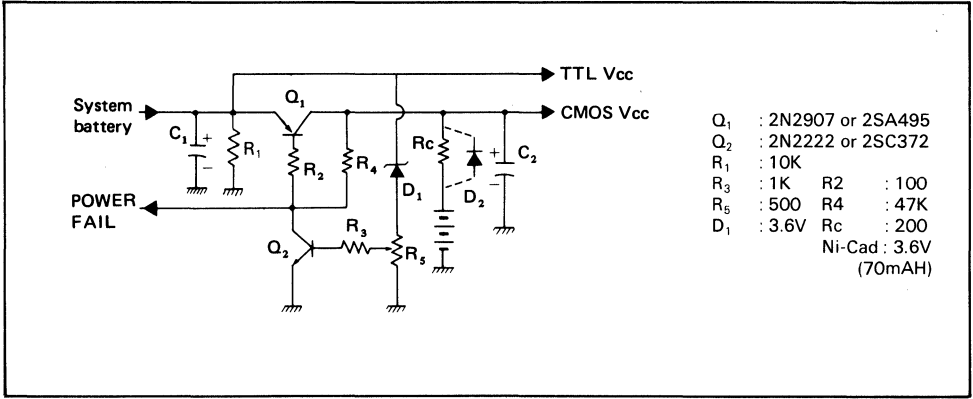 TTL Vcc
System
battery
Q1
CMOS Vcc
C1
+
−
R1
R2
R4
D1
Rc
D2
+
−
C2
POWER
FAIL
Q2
R3
R5
Q1 : 2N2907 or 2SA495
Q2 : 2N2222 or 2SC372
R1 : 10K
R3 : 1K R2 : 100
R5 : 500 R4 : 47K
D1 : 3.6V Rc : 200
Ni-Cad : 3.6V
(70mAH)